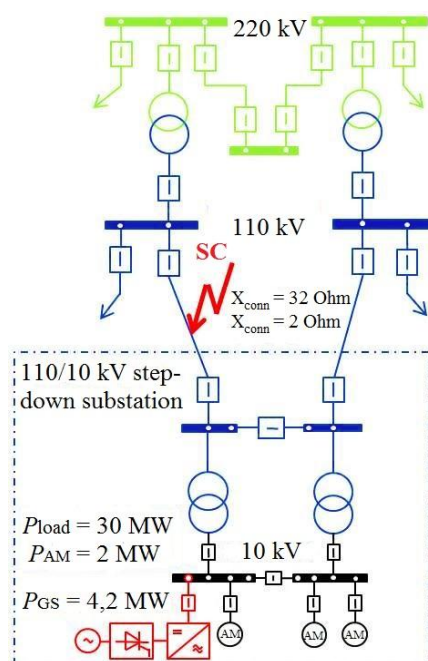 220 kV
110 kV
SC
Xconn = 32 Ohm
Xconn = 2 Ohm
110/10 kV step-
down substation
Pload = 30 MW
PAM = 2 MW
10 kV
PGS = 4,2 MW
AM
AM
AM